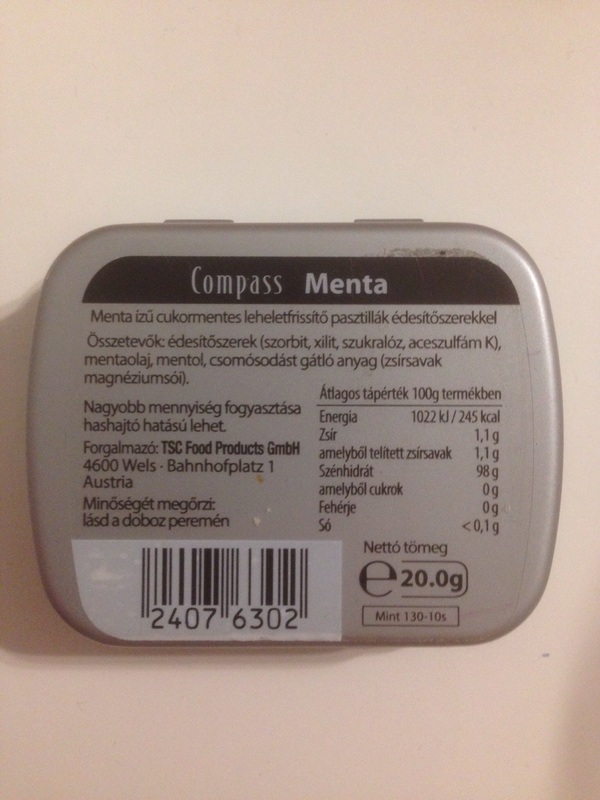 Compass Menta
Menta ízű cukormentes leheletfrissítő pasztillák édesítőszerekkel
Összetevők: édesítőszerek (szorbit, xilit, szukralóz, aceszulfám K),
mentaolaj, mentol, csomósodást gátló anyag (zsírsavak
magnéziumsói).
Nagyobb mennyiség fogyasztása
hashajtó hatású lehet.
Forgalmazó: TSC Food Products GmbH
4600 Wels · Bahnhofplatz 1
Austria
Minőségét megőrzi:
lásd a doboz peremén
Átlagos tápérték 100g termékben
Energia 1022 kJ / 245 kcal
Zsír 1,1 g
amelyből telített zsírsavak 1,1 g
Szénhidrát 98 g
amelyből cukrok 0 g
Fehérje 0 g
Só <0,1 g
Nettó tömeg
e 20.0g
Mint 130-10s
2407 6302